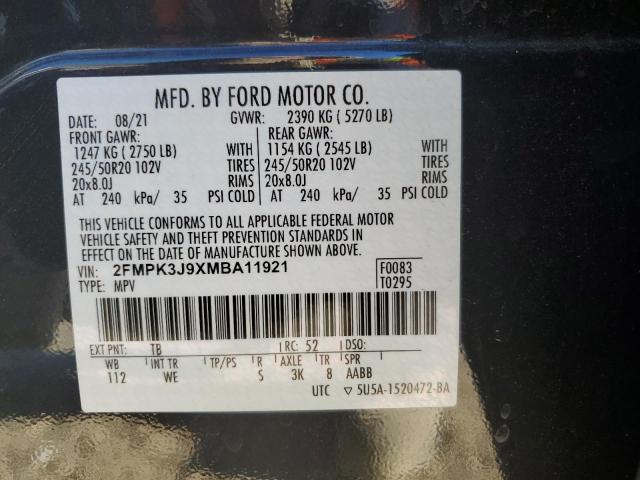 MFD. BY FORD MOTOR CO.
DATE: 08/21 GVWR: 2390 KG ( 5270 LB)
FRONT GAWR: REAR GAWR:
1247 KG ( 2750 LB) WITH 1154 KG ( 2545 LB) WITH
245/50R20 102V TIRES 245/50R20 102V TIRES
20x8.0J RIMS 20x8.0J RIMS
AT 240 kPa/ 35 PSI COLD AT 240 kPa/ 35 PSI COLD
THIS VEHICLE CONFORMS TO ALL APPLICABLE FEDERAL MOTOR
VEHICLE SAFETY AND THEFT PREVENTION STANDARDS IN
EFFECT ON THE DATE OF MANUFACTURE SHOWN ABOVE.
VIN: 2FMPK3J9XMBA11921 F0083
TYPE: MPV T0295
EXT PNT: TB RC: 52 DSO:
WB INT TR TP/PS R AXLE TR SPR
112 WE S 3K 8 AABB
UTC ▽ 5U5A-1520472-BA